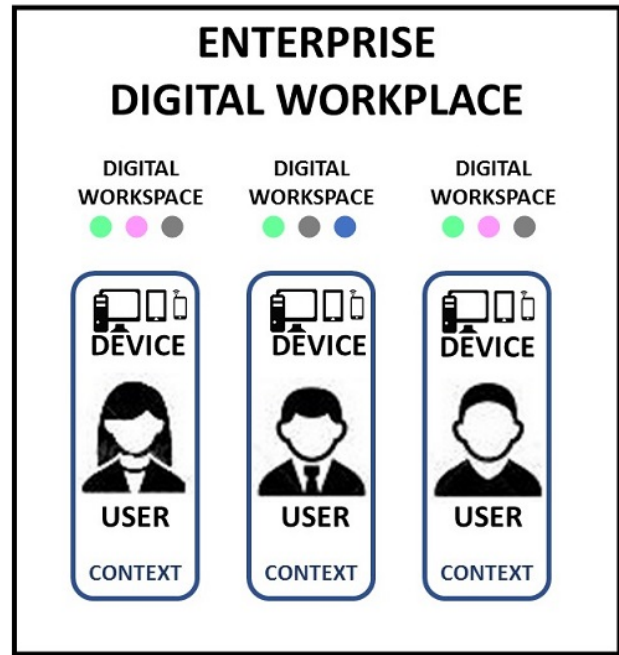 ENTERPRISE
DIGITAL WORKPLACE
DIGITAL WORKSPACE
DIGITAL WORKSPACE
DIGITAL WORKSPACE
DEVICE
DEVICE
DEVICE
USER
USER
USER
CONTEXT
CONTEXT
CONTEXT